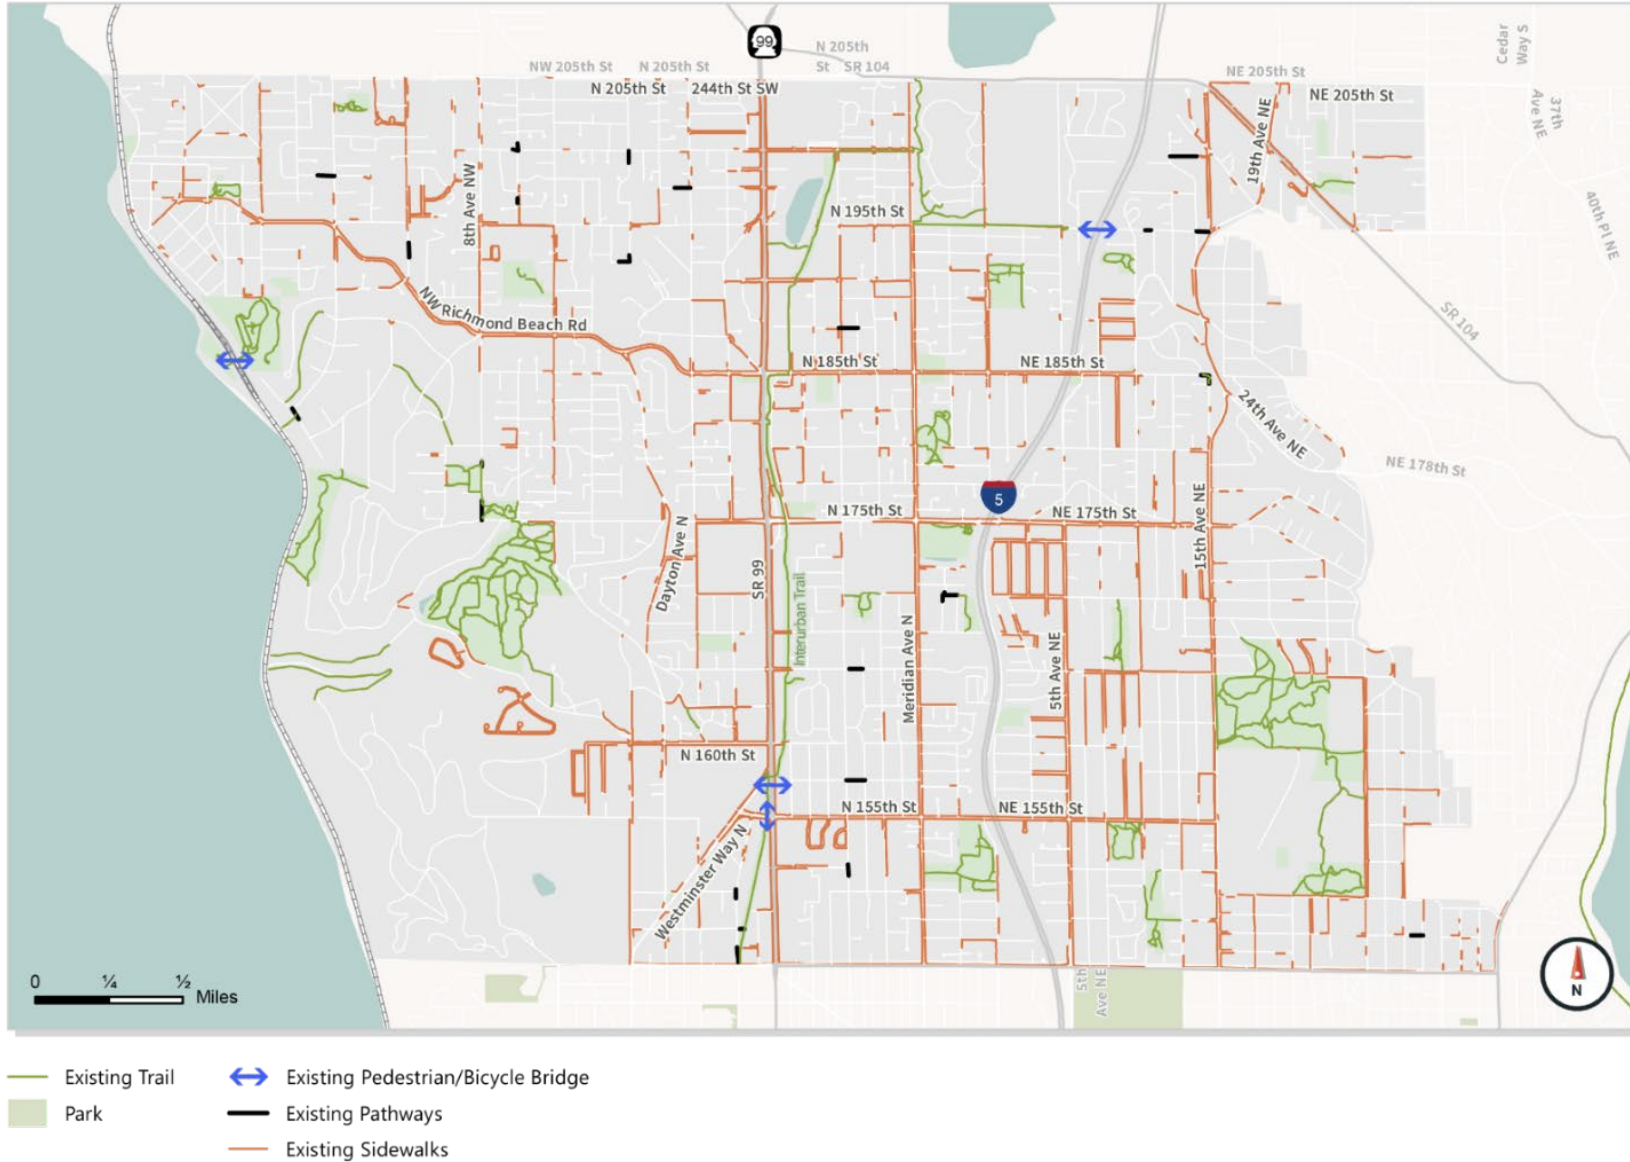 99
N 205th
St SR 104
NW 205th St
N 205th St
N 205th St
244th St SW
NE 205th St
NE 205th St
Cedar
Way S
37th
Ave NE
40th Pl NE
19th Ave NE
8th Ave NW
N 195th St
NW Richmond Beach Rd
N 185th St
NE 185th St
SR 104
24th Ave NE
NE 178th St
5
N 175th St
NE 175th St
15th Ave NE
Dayton Ave N
SR 99
Interurban Trail
Meridian Ave N
5th Ave NE
N 160th St
N 155th St
NE 155th St
Westminster Way N
5th
Ave NE
0 ¼ ½ Miles
N
Existing Trail
Park
Existing Pedestrian/Bicycle Bridge
Existing Pathways
Existing Sidewalks